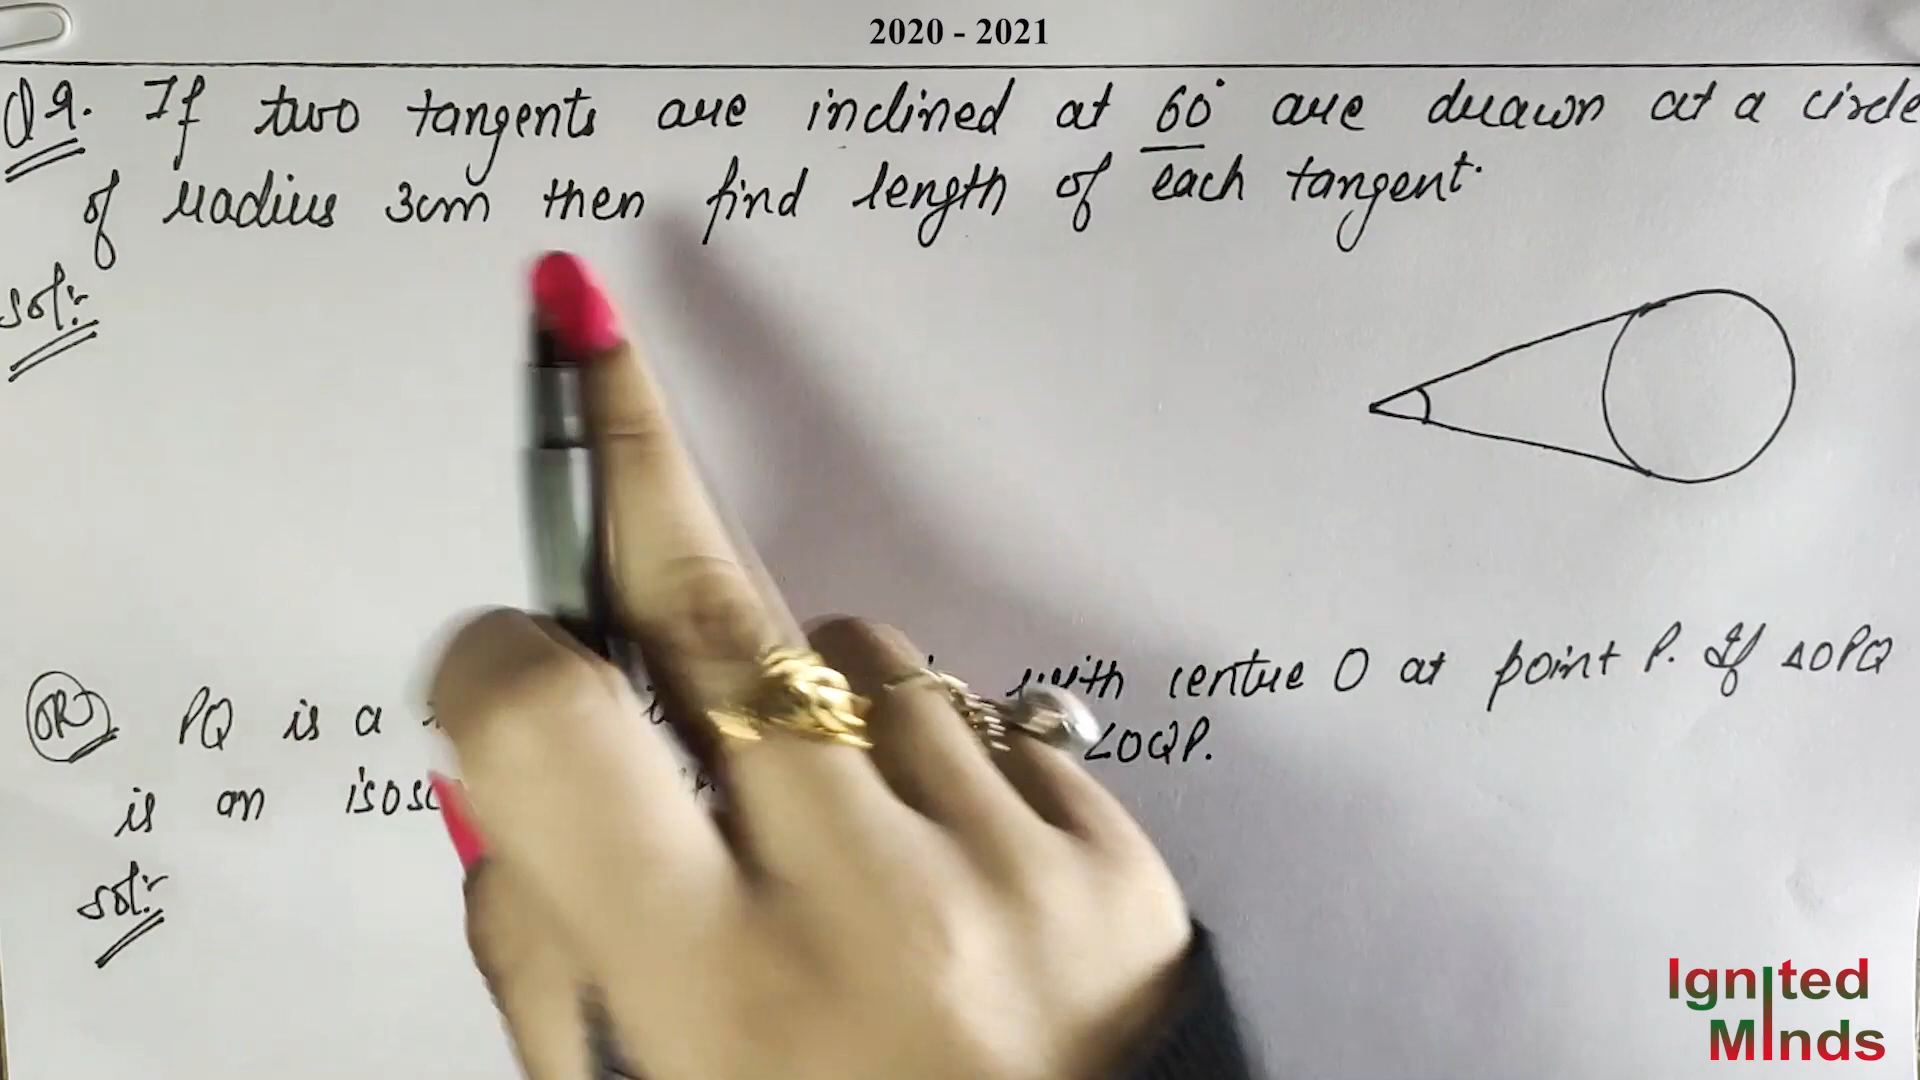 2020 - 2021
Q9. If two tangents are inclined at 60° are drawn at a circle
of radius 3cm then find length of each tangent.
Sol:-
OR PQ is a with centre O at point P. If △OPQ
is an ∠OQP.
Sol:-
Ignited
Minds